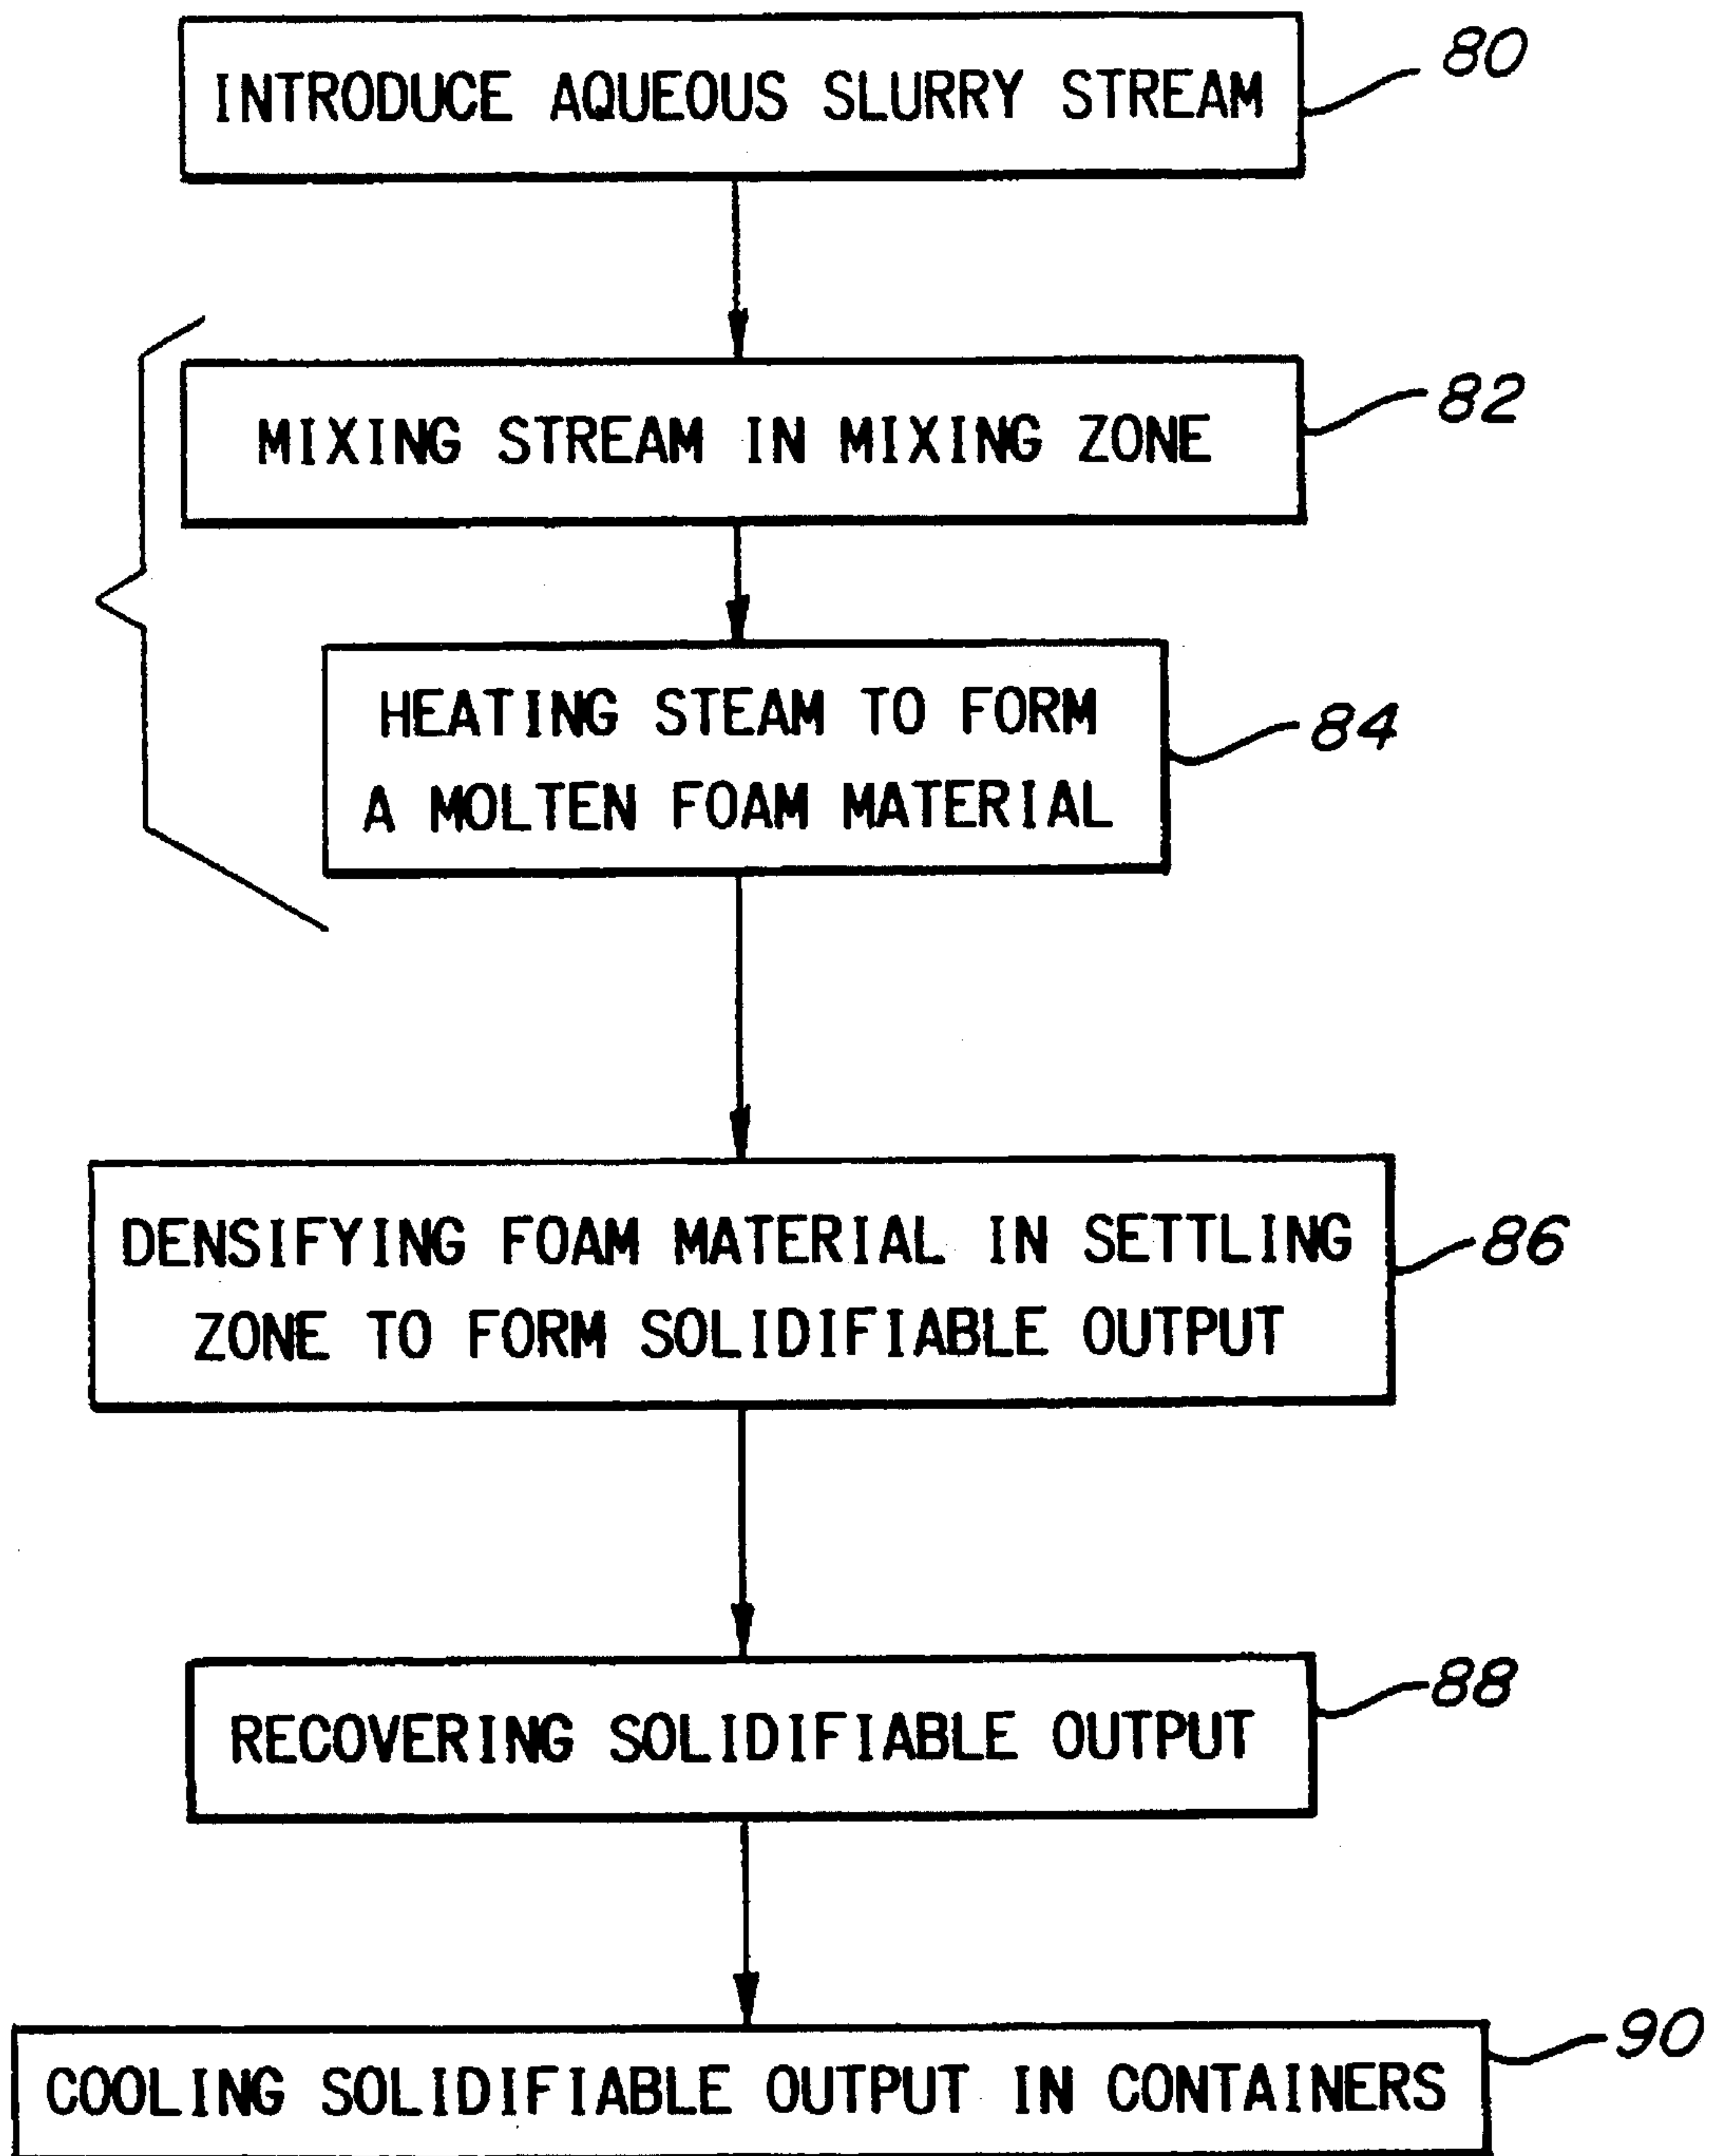 INTRODUCE AQUEOUS SLURRY STREAM
80
MIXING STREAM IN MIXING ZONE
82
HEATING STEAM TO FORM
A MOLTEN FOAM MATERIAL
84
DENSIFYING FOAM MATERIAL IN SETTLING
ZONE TO FORM SOLIDIFIABLE OUTPUT
86
RECOVERING SOLIDIFIABLE OUTPUT
88
COOLING SOLIDIFIABLE OUTPUT IN CONTAINERS
90